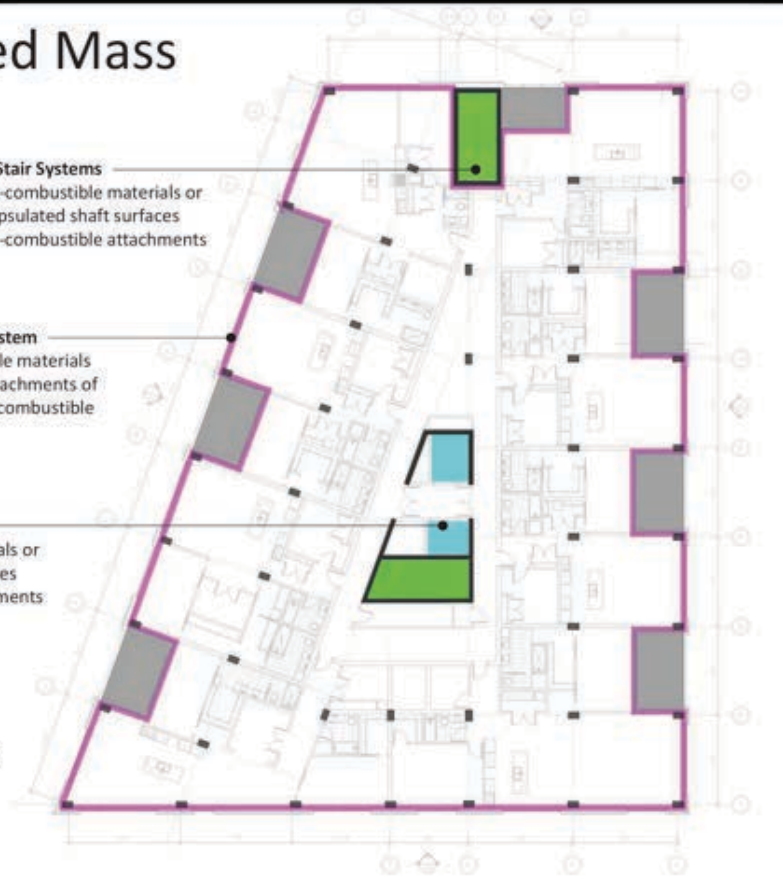 ed Mass
Stair Systems
-combustible materials or
psulated shaft surfaces
-combustible attachments
stem
le materials
achments of
combustible
als or
es
ments